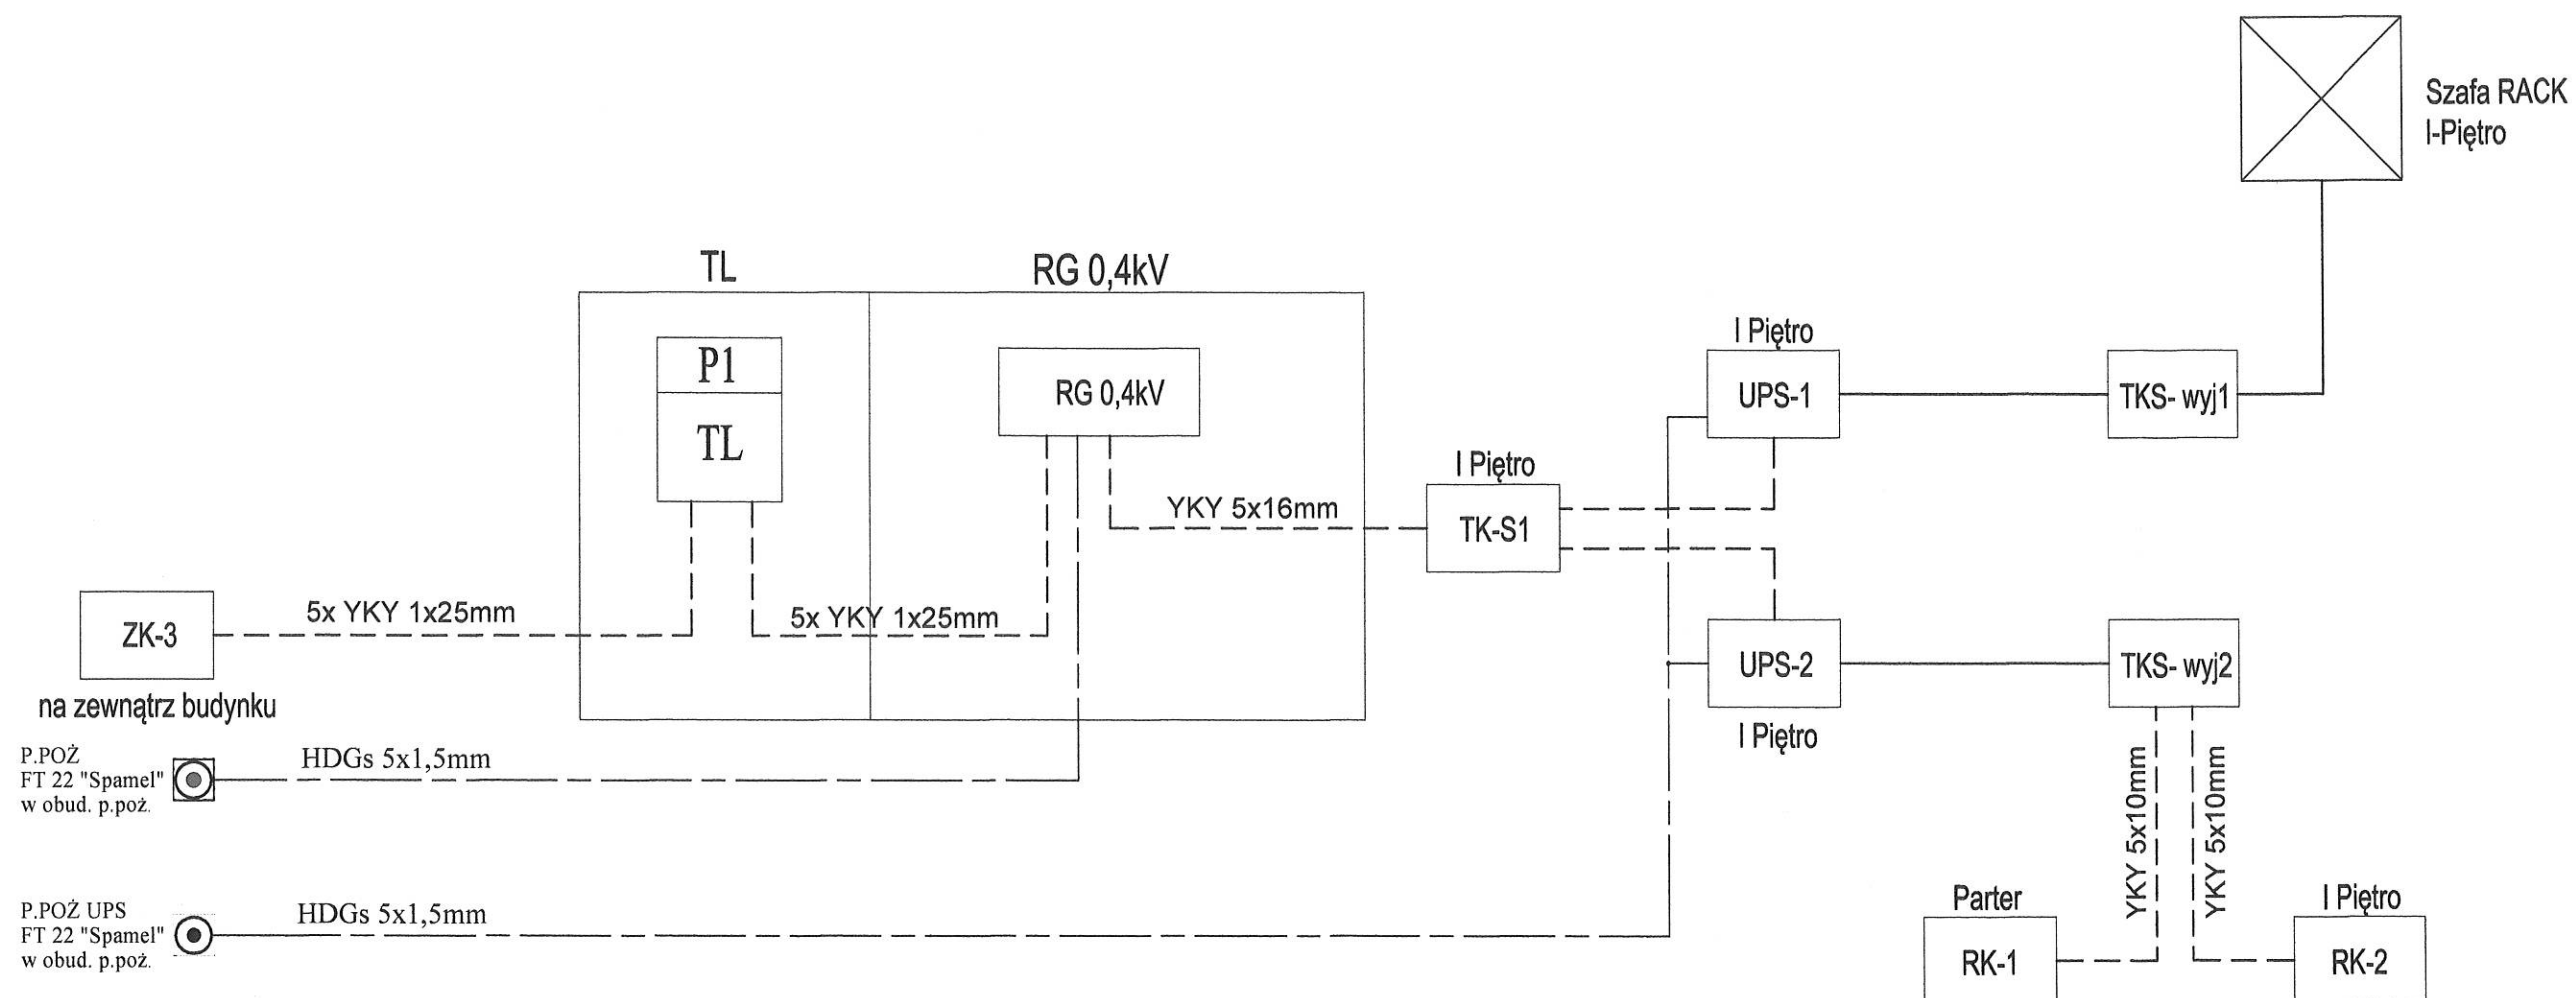 Szafa RACK
I-Piętro
TL
RG 0,4kV
P1
TL
RG 0,4kV
I Piętro
UPS-1
TKS- wyj1
I Piętro
TK-S1
YKY 5x16mm
ZK-3
na zewnątrz budynku
5x YKY 1x25mm
5x YKY 1x25mm
UPS-2
I Piętro
TKS- wyj2
P.POŻ
FT 22 "Spamel"
w obud. p.poż.
HDGs 5x1,5mm
YKY 5x10mm
YKY 5x10mm
P.POŻ UPS
FT 22 "Spamel"
w obud. p.poż.
HDGs 5x1,5mm
Parter
RK-1
I Piętro
RK-2